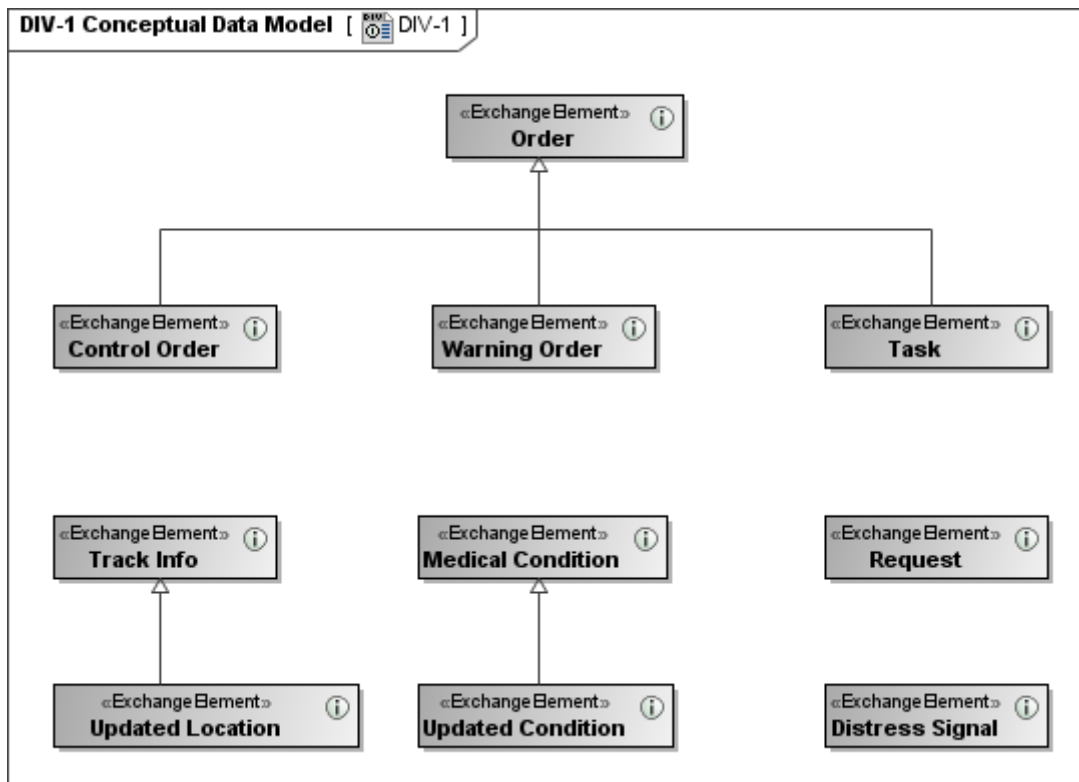 DIV-1 Conceptual Data Model [ DIV-1 ]
«ExchangeElement»
Order
«ExchangeElement»
Control Order
«ExchangeElement»
Warning Order
«ExchangeElement»
Task
«ExchangeElement»
Track Info
«ExchangeElement»
Medical Condition
«ExchangeElement»
Request
«ExchangeElement»
Updated Location
«ExchangeElement»
Updated Condition
«ExchangeElement»
Distress Signal